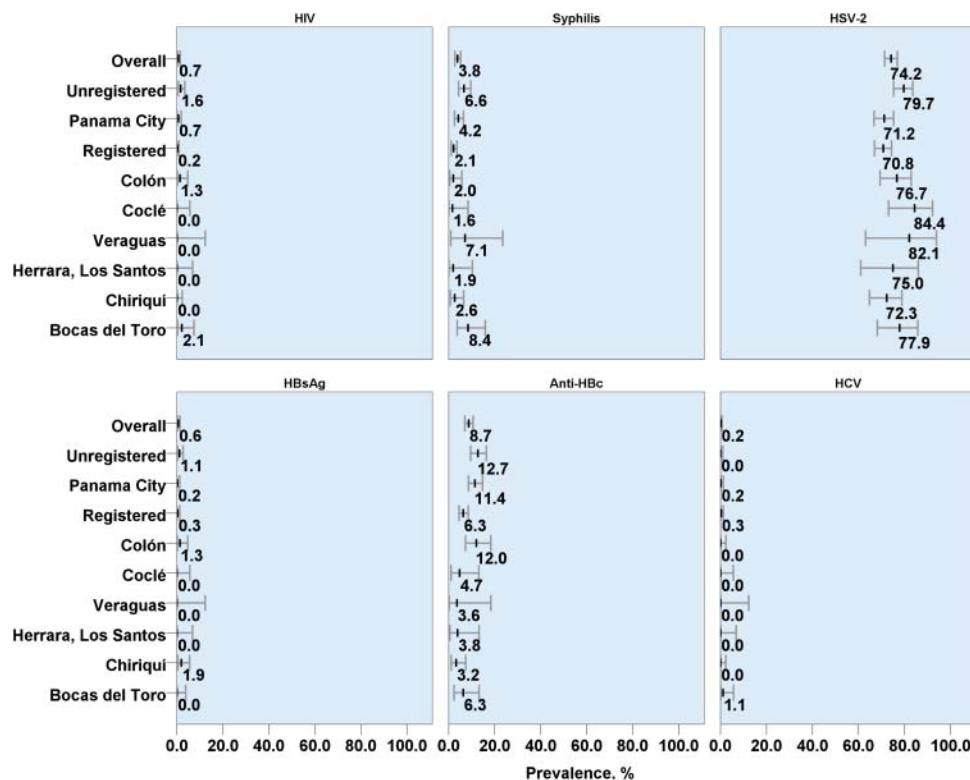 HIV Syphilis HSV-2
Overall 0.7 3.8 74.2
Unregistered 1.6 6.6 79.7
Panama City 0.7 4.2 71.2
Registered 0.2 2.1 70.8
Colón 1.3 2.0 76.7
Coclé 0.0 1.6 84.4
Veraguas 0.0 7.1 82.1
Herrara, Los Santos 0.0 1.9 75.0
Chiriquí 0.0 2.6 72.3
Bocas del Toro 2.1 8.4 77.9
HBsAg Anti-HBc HCV
Overall 0.6 8.7 0.2
Unregistered 1.1 12.7 0.0
Panama City 0.2 11.4 0.2
Registered 0.3 6.3 0.3
Colón 1.3 12.0 0.0
Coclé 0.0 4.7 0.0
Veraguas 0.0 3.6 0.0
Herrara, Los Santos 0.0 3.8 0.0
Chiriquí 1.9 3.2 0.0
Bocas del Toro 0.0 6.3 1.1
0.0 20.0 40.0 60.0 80.0 100.0 0.0 20.0 40.0 60.0 80.0 100.0 0.0 20.0 40.0 60.0 80.0 100.0
Prevalence. %